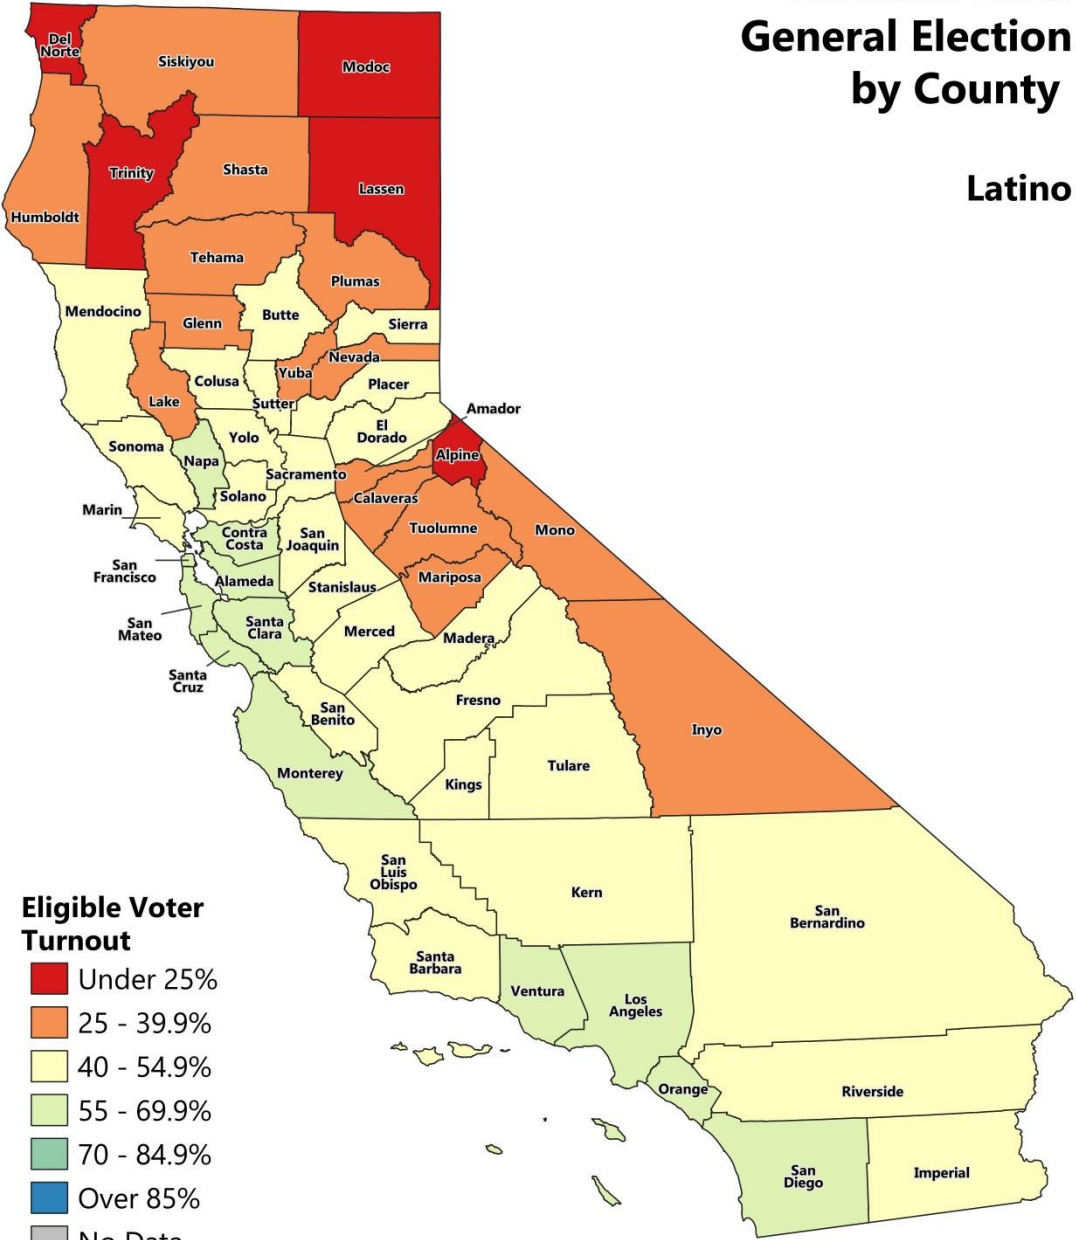 General Election
by County
Latino
Del
Norte
Siskiyou
Modoc
Trinity
Shasta
Lassen
Humboldt
Tehama
Plumas
Mendocino
Glenn
Butte
Sierra
Nevada
Yuba
Colusa
Placer
Lake
Sutter
Amador
El
Dorado
Sonoma
Yolo
Napa
Alpine
Sacramento
Solano
Calaveras
Marin
Contra
Costa
San
Joaquin
Tuolumne
Mono
San
Francisco
Alameda
Stanislaus
Mariposa
San
Mateo
Santa
Clara
Merced
Madera
Santa
Cruz
Fresno
San
Benito
Inyo
Monterey
Kings
Tulare
San
Luis
Obispo
Kern
San
Bernardino
Santa
Barbara
Ventura
Los
Angeles
Orange
Riverside
San
Diego
Imperial
Eligible Voter
Turnout
Under 25%
25 - 39.9%
40 - 54.9%
55 - 69.9%
70 - 84.9%
Over 85%
No Data